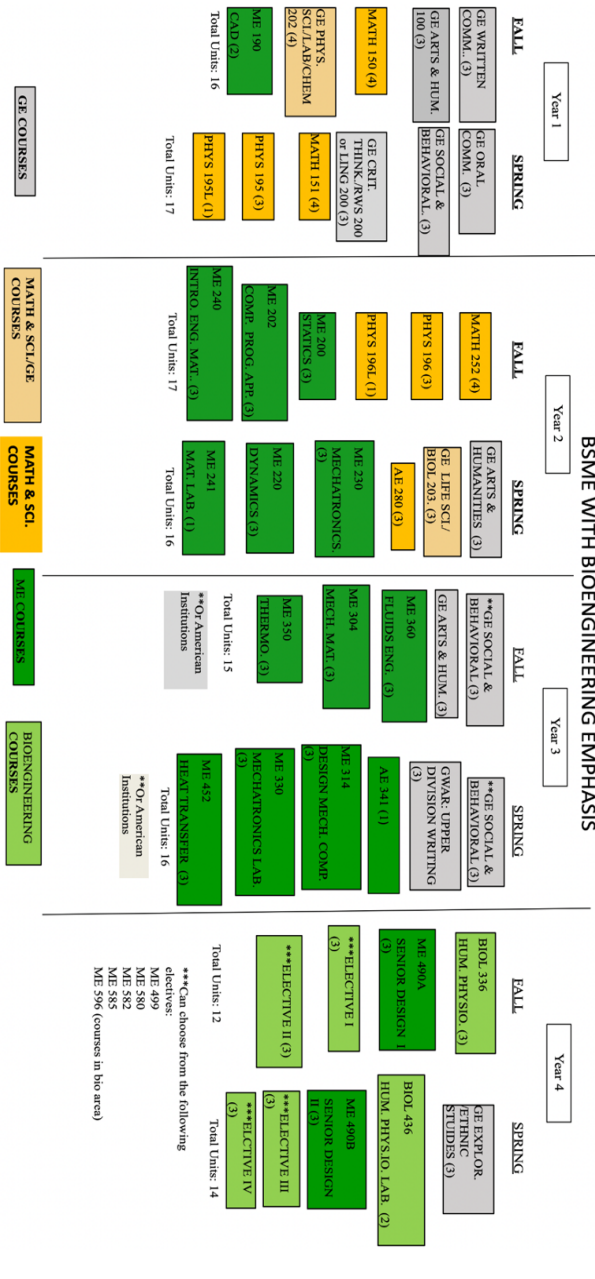 BSME WITH BIOENGINEERING EMPHASIS
Year 1
FALL
GE WRITTEN
COMM.. (3)
GE ARTS & HUM.
100 (3)
MATH 150 (4)
GE PHYS.
SCI./LAB/CHEM
202 (4)
ME 190
CAD (2)
Total Units: 16
SPRING
GE ORAL
COMM. (3)
GE SOCIAL &
BEHAVIORAL. (3)
GE CRIT.
THINK./RWS 200
or LING 200 (3)
MATH 151 (4)
PHYS 195 (3)
PHYS 195L (1)
Total Units: 17
Year 2
FALL
MATH 252 (4)
PHYS 196 (3)
PHYS 196L (1)
ME 200
STATICS (3)
ME 202
COMP. PROG. APP. (3)
ME 240
INTRO. ENG. MAT.. (3)
Total Units: 17
SPRING
GE ARTS &
HUMANITIES (3)
GE LIFE SCI./
BIOL 203. (3)
AE 280 (3)
ME 230
MECHATRONICS.
(3)
ME 220
DYNAMICS (3)
ME 241
MAT. LAB. (1)
Total Units: 16
Year 3
FALL
**GE SOCIAL &
BEHAVIORAL (3)
GE ARTS & HUM. (3)
ME 360
FLUIDS ENG. (3)
ME 304
MECH. MAT. (3)
ME 350
THERMO. (3)
Total Units: 15
**Or American
Institutions
SPRING
**GE SOCIAL &
BEHAVIORAL (3)
GWAR: UPPER
DIVISION WRITING
(3)
AE 341 (1)
ME 314
DESIGN MECH. COMP.
(3)
ME 330
MECHATRONICS LAB.
(3)
ME 452
HEAT TRANSFER (3)
Total Units: 16
**Or American
Institutions
Year 4
FALL
BIOL 336
HUM. PHYSIO. (3)
ME 490A
SENIOR DESIGN I
(3)
***ELECTIVE I
(3)
***ELECTIVE II (3)
Total Units: 12
***Can choose from the following
electives:
ME 499
ME 580
ME 582
ME 585
ME 596 (courses in bio area)
SPRING
GE EXPLOR.
/ETHNIC
STUIDES (3)
BIOL 436
HUM. PHYS.IO. LAB. (2)
ME 490B
SENIOR DESIGN
II (3)
***ELECTIVE III
(3)
***ELCTIVE IV
(3)
Total Units: 14
GE COURSES
MATH & SCI./GE
COURSES
MATH & SCI.
COURSES
ME COURSES
BIOENGINEERING
COURSES